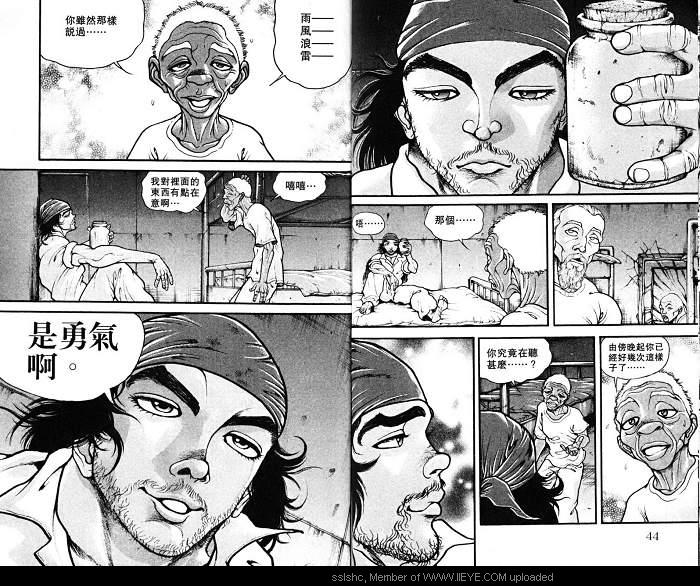 嗯……
那個……
由傍晚起你已
經好幾次這樣
子了……
你究竟在聽
甚麼……？
44
雨——
風——
浪——
雷——
你雖然那樣
說過……
嘻嘻…
我對裡面的
東西有點在
意啊…
是勇氣
啊。
sslshc, Member of WWW.IIEYE.COM uploaded